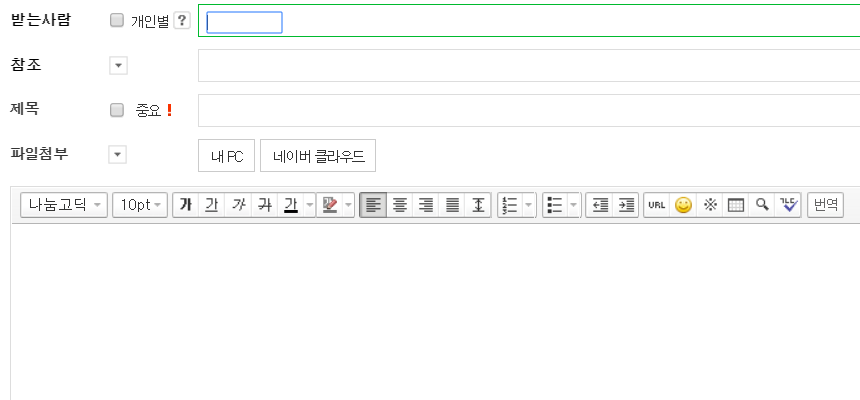 받는사람 개인별 ?
참조
제목 중요 !
파일첨부 내 PC 네이버 클라우드
나눔고딕 10pt 가 가 가 가 가 URL ※ 번역